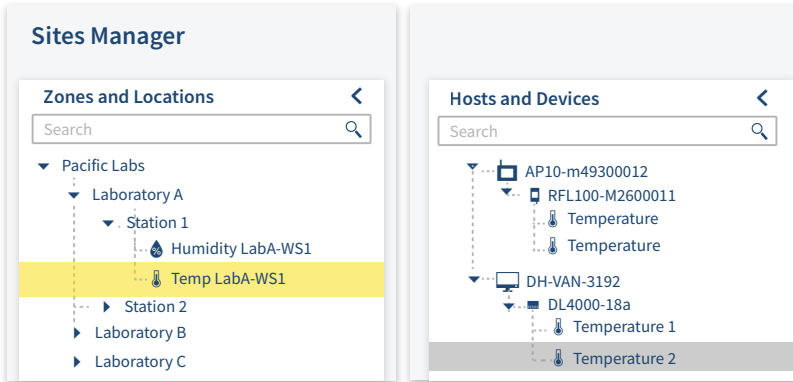 Sites Manager
Zones and Locations
Search
Pacific Labs
Laboratory A
Station 1
% Humidity LabA-WS1
Temp LabA-WS1
Station 2
Laboratory B
Laboratory C
Hosts and Devices
Search
AP10-m49300012
RFL100-M2600011
Temperature
Temperature
DH-VAN-3192
DL4000-18a
Temperature 1
Temperature 2